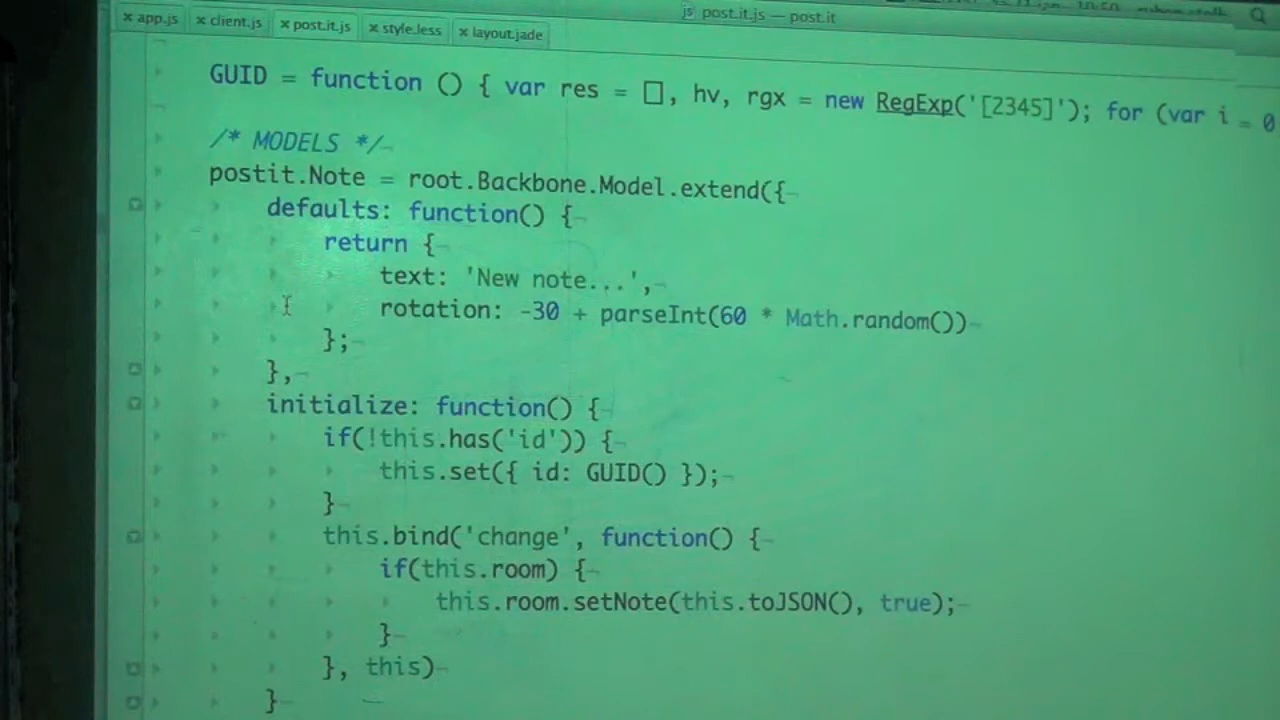 post.it.js — post.it
app.js client.js post.it.js style.less layout.jade
GUID = function () { var res = [], hv, rgx = new RegExp('[2345]'); for (var i = 0
/* MODELS */
postit.Note = root.Backbone.Model.extend({
defaults: function() {
return {
text: 'New note...',
rotation: -30 + parseInt(60 * Math.random())
};
},
initialize: function() {
if(!this.has('id')) {
this.set({ id: GUID() });
}
this.bind('change', function() {
if(this.room) {
this.room.setNote(this.toJSON(), true);
}
}, this)
}